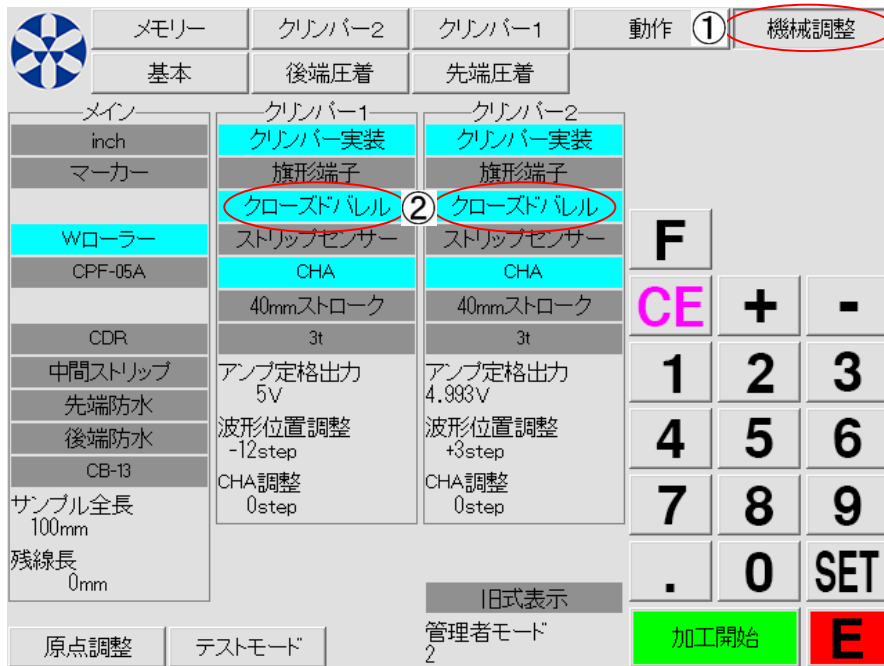 メモリー クリンパー2 クリンパー1 動作 ① 機械調整
基本 後端圧着 先端圧着
メイン
inch
マーカー
Wローラー
CPF-05A
CDR
中間ストリップ
先端防水
後端防水
CB-13
サンプル全長
100mm
残線長
0mm
クリンパー1
クリンパー実装
旗形端子
クローズドバレル
ストリップセンサー
CHA
40mmストローク
3t
アンプ定格出力
5V
波形位置調整
-12step
CHA調整
0step
②
クリンパー2
クリンパー実装
旗形端子
クローズドバレル
ストリップセンサー
CHA
40mmストローク
3t
アンプ定格出力
4.993V
波形位置調整
+3step
CHA調整
0step
旧式表示
管理者モード
2
F
CE + -
1 2 3
4 5 6
7 8 9
. 0 SET
原点調整 テストモード 加工開始 E